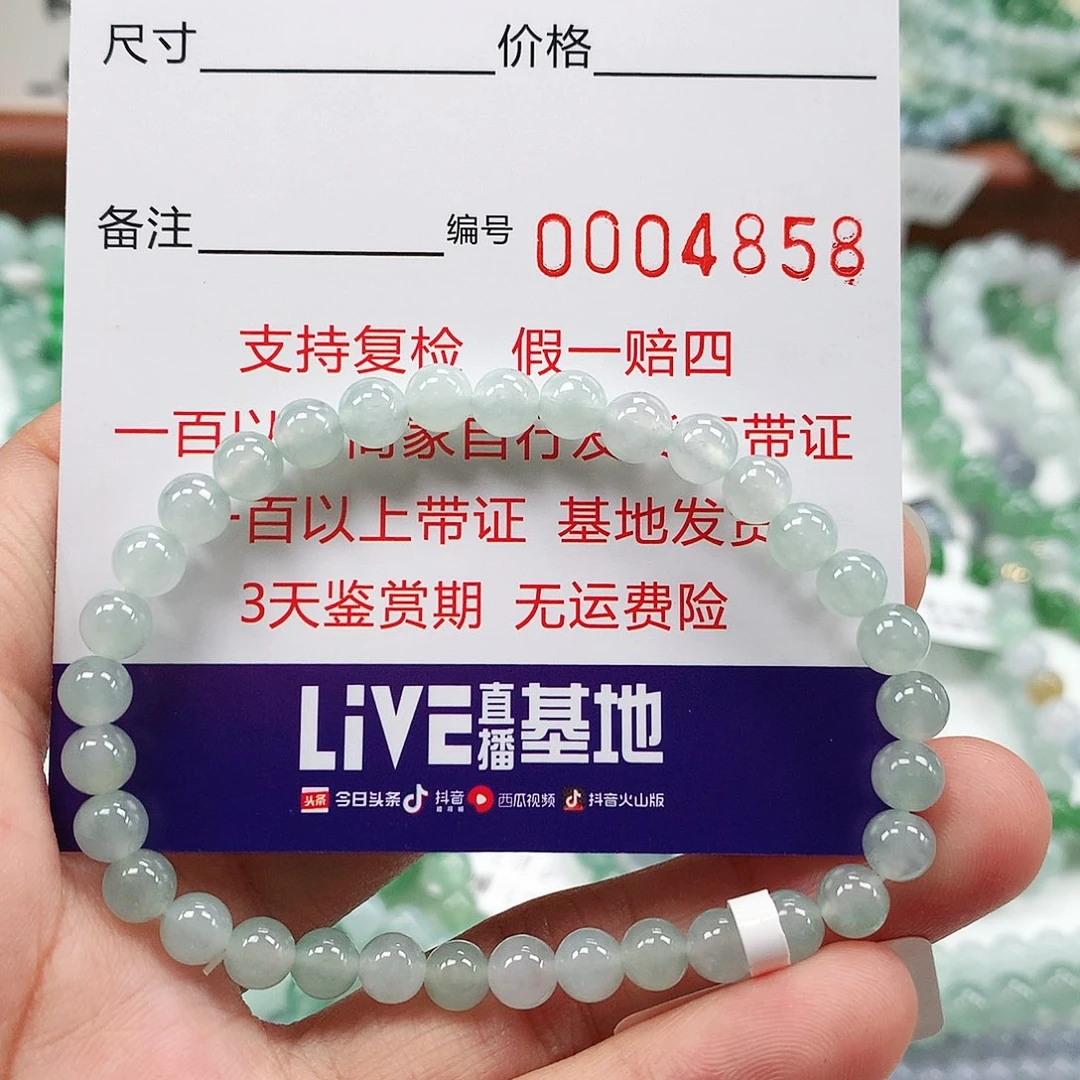 尺寸 价格
备注 编号 0004858
支持复检 假一赔四
一百以 商家自行发 带证
一百以上带证 基地发货
3天鉴赏期 无运费险
LiVE直播基地
头条 今日头条 抖音 西瓜视频 抖音火山版